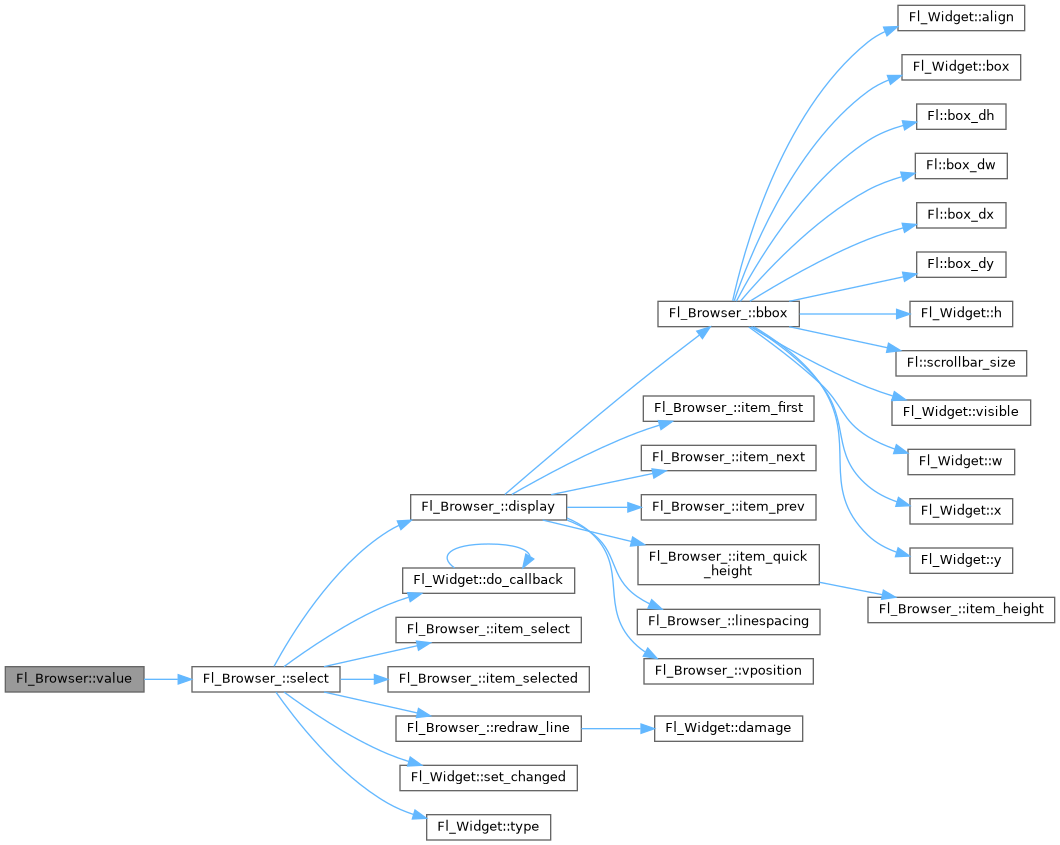 Fl_Widget::align
Fl_Widget::box
Fl::box_dh
Fl::box_dw
Fl::box_dx
Fl::box_dy
Fl_Browser_::bbox
Fl_Widget::h
Fl::scrollbar_size
Fl_Browser_::item_first
Fl_Widget::visible
Fl_Browser_::item_next
Fl_Widget::w
Fl_Browser_::display
Fl_Browser_::item_prev
Fl_Widget::x
Fl_Browser_::item_quick
_height
Fl_Widget::y
Fl_Widget::do_callback
Fl_Browser_::item_height
Fl_Browser_::linespacing
Fl_Browser_::item_select
Fl_Browser_::vposition
Fl_Browser::value
Fl_Browser_::select
Fl_Browser_::item_selected
Fl_Browser_::redraw_line
Fl_Widget::damage
Fl_Widget::set_changed
Fl_Widget::type